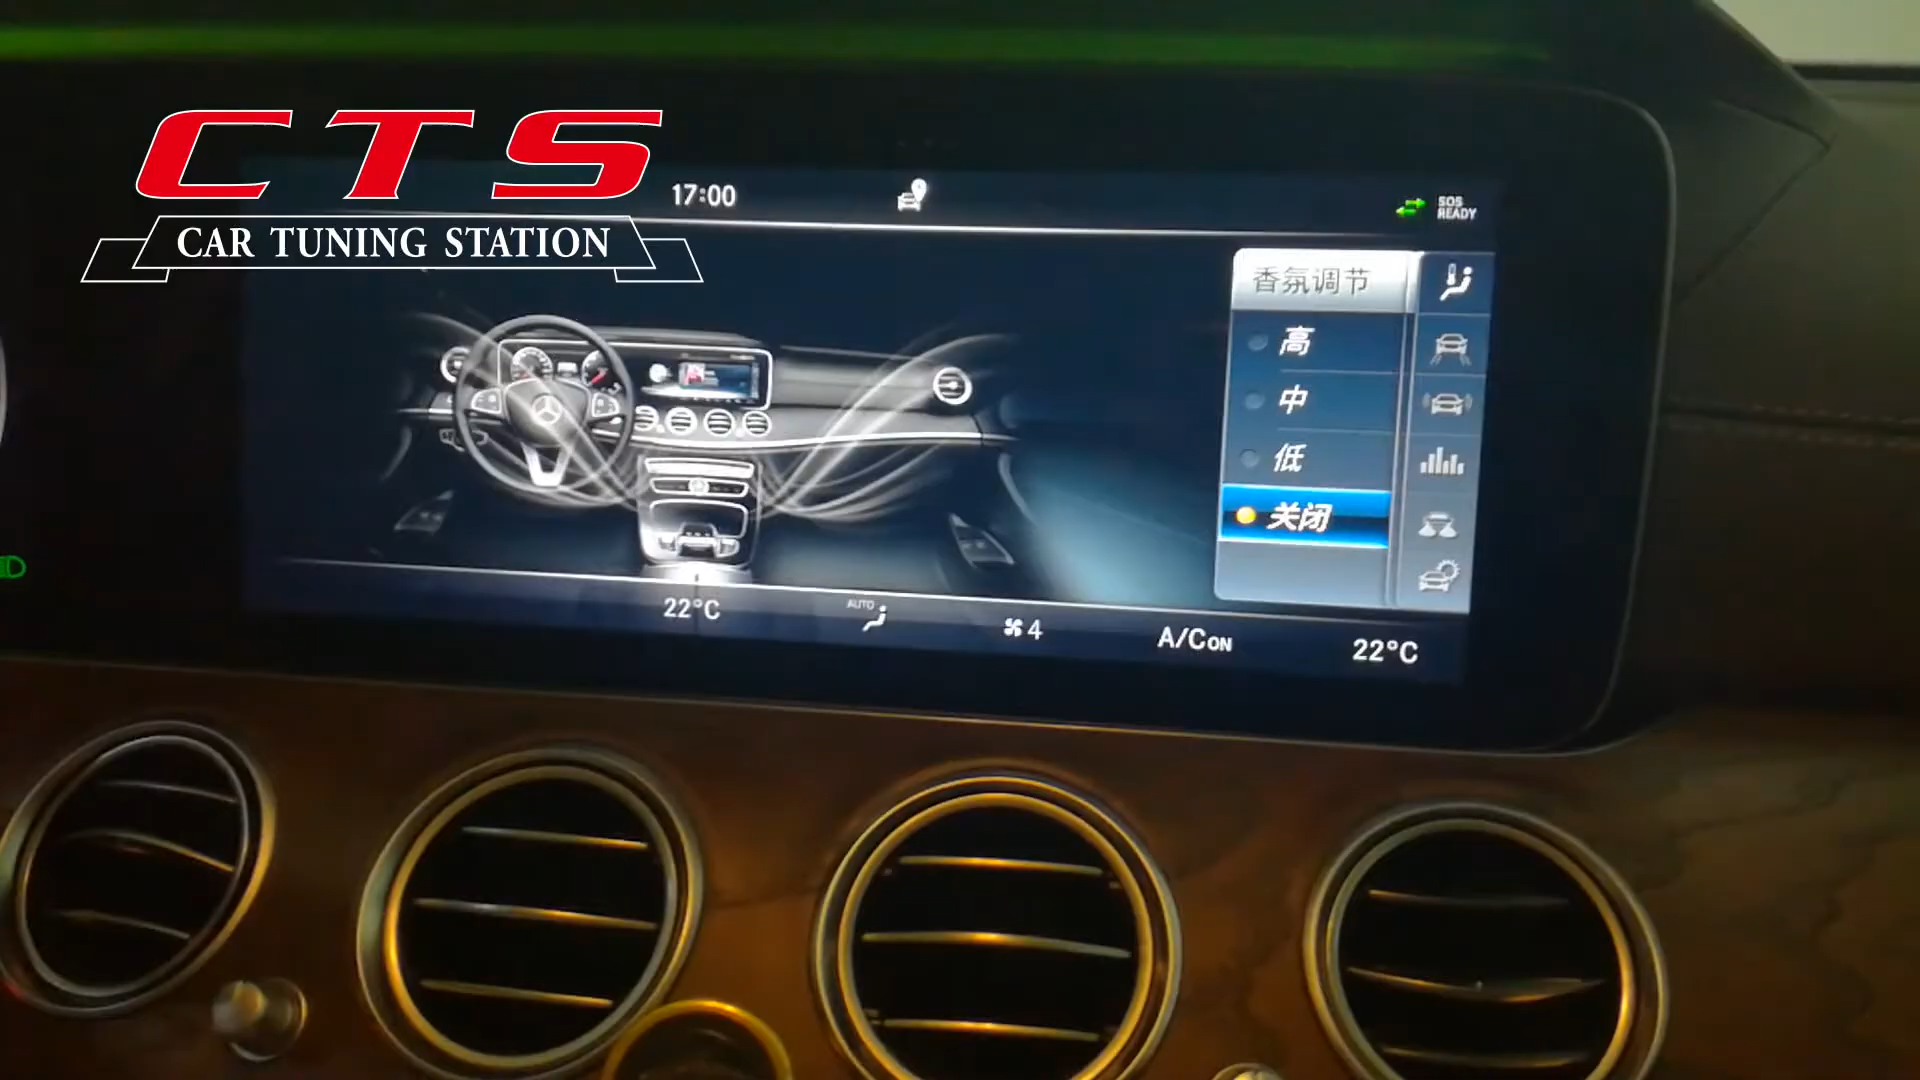 CTS
CAR TUNING STATION
17:00
SOS
READY
香氛调节
高
中
低
关闭
22°C
AUTO
4
A/C ON
22°C